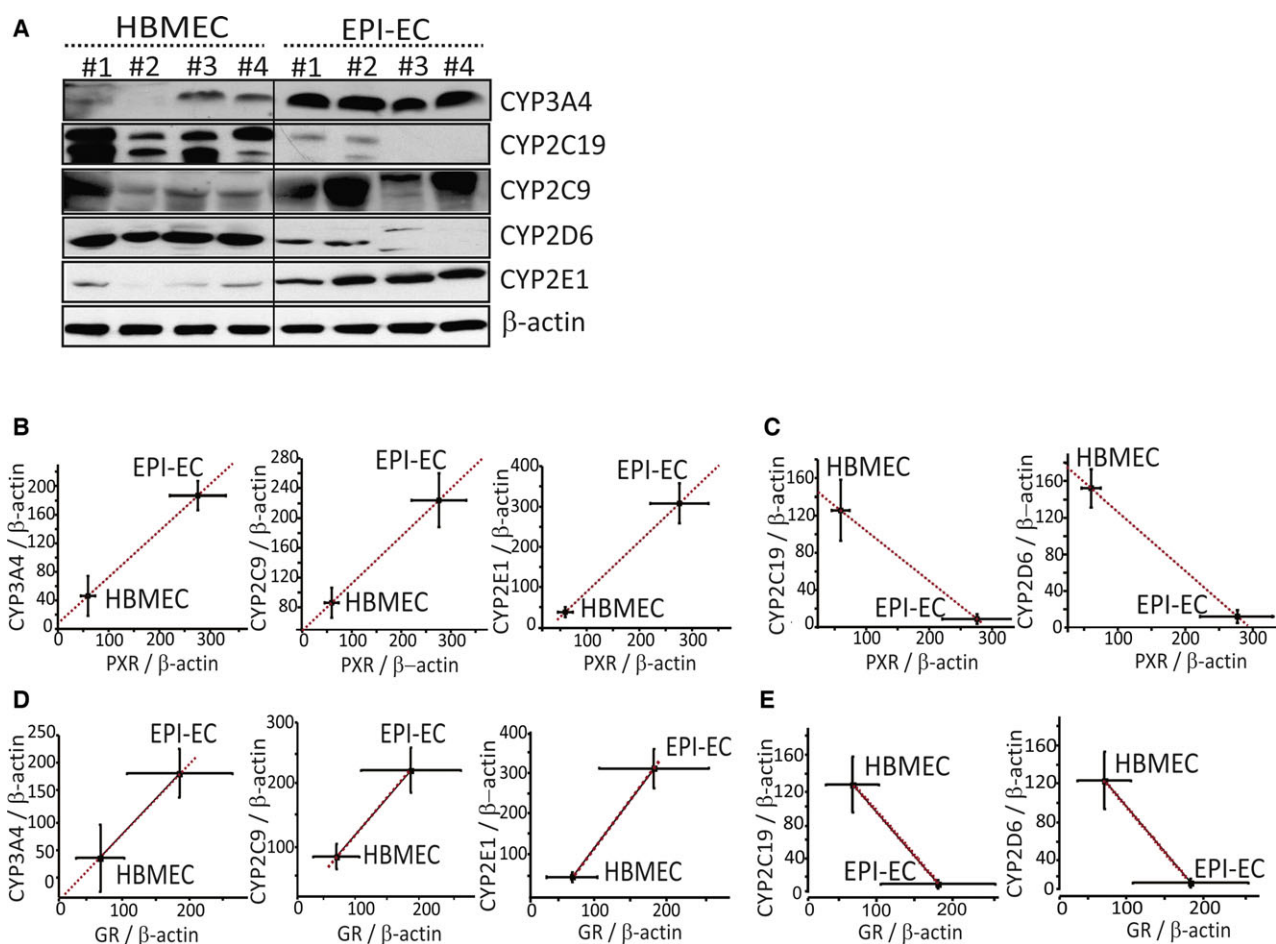 A
HBMEC EPI-EC
#1 #2 #3 #4 #1 #2 #3 #4
CYP3A4
CYP2C19
CYP2C9
CYP2D6
CYP2E1
β-actin
B
CYP3A4 / β-actin
200
160
120
80
40
0
EPI-EC
HBMEC
0 100 200 300
PXR / β-actin
CYP2C9 / β-actin
280
240
200
160
120
80
EPI-EC
HBMEC
0 100 200 300
PXR / β−actin
CYP2E1 / β-actin
400
300
200
100
0
EPI-EC
HBMEC
0 100 200 300
PXR / β-actin
C
CYP2C19 / β-actin
160
120
80
40
0
HBMEC
EPI-EC
100 200 300
PXR / β-actin
CYP2D6 / β−actin
160
120
80
40
0
HBMEC
EPI-EC
100 200 300
PXR / β-actin
D
CYP3A4 / β-actin
250
200
150
100
50
0
EPI-EC
HBMEC
0 100 200
GR / β-actin
CYP2C9 / β-actin
300
200
100
EPI-EC
HBMEC
0 100 200
GR / β-actin
CYP2E1 / β−actin
400
300
200
100
EPI-EC
HBMEC
0 100 200
GR / β-actin
E
CYP2C19 / β-actin
160
120
80
40
0
HBMEC
EPI-EC
0 100 200
GR / β-actin
CYP2D6 / β-actin
160
120
80
40
0
HBMEC
EPI-EC
0 100 200
GR / β-actin